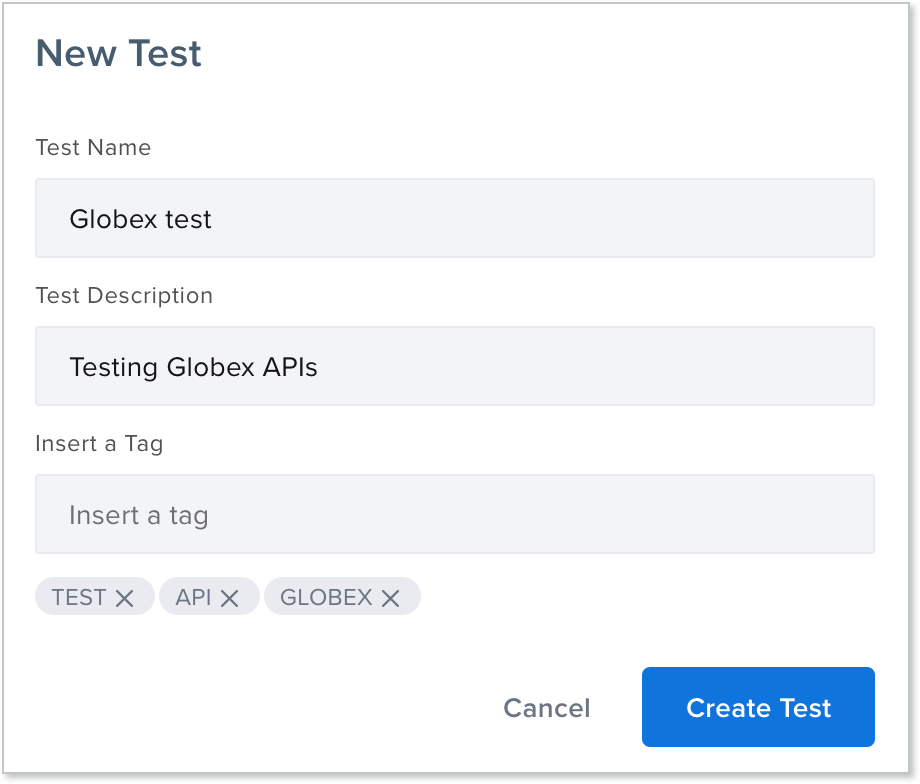 New Test
Test Name
Globex test
Test Description
Testing Globex APIs
Insert a Tag
Insert a tag
TEST API GLOBEX
Cancel Create Test